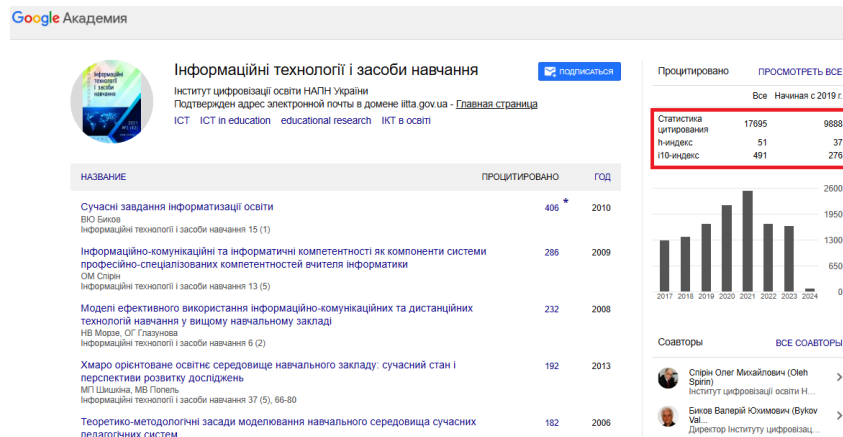 Google Академия
Інформаційні технології і засоби навчання
ПОДПИСАТЬСЯ
Інститут цифровізації освіти НАПН України
Подтвержден адрес электронной почты в домене iitta.gov.ua - Главная страница
ICT ICT in education educational research ІКТ в освіті
НАЗВАНИЕ ПРОЦИТИРОВАНО ГОД
Сучасні завдання інформатизації освіти 406 * 2010
ВЮ Биков
Інформаційні технології і засоби навчання 15 (1)
Інформаційно-комунікаційні та інформатичні компетентності як компоненти системи 286 2009
професійно-спеціалізованих компетентностей вчителя інформатики
ОМ Спірін
Інформаційні технології і засоби навчання 13 (5)
Моделі ефективного використання інформаційно-комунікаційних та дистанційних 232 2008
технологій навчання у вищому навчальному закладі
НВ Морзе, ОГ Глазунова
Інформаційні технології і засоби навчання 6 (2)
Хмаро орієнтоване освітнє середовище навчального закладу: сучасний стан і 192 2013
перспективи розвитку досліджень
МП Шишкіна, МВ Попель
Інформаційні технології і засоби навчання 37 (5), 66-80
Теоретико-методологічні засади моделювання навчального середовища сучасних 182 2006
педагогічних систем
Процитировано ПРОСМОТРЕТЬ ВСЕ
Все Начиная с 2019 г.
Статистика
цитирования 17695 9888
h-индекс 51 37
i10-индекс 491 276
2600
1950
1300
650
0
2017 2018 2019 2020 2021 2022 2023 2024
Соавторы ВСЕ СОАВТОРЫ
Спірін Олег Михайлович (Oleh
Spirin)
Інститут цифровізації освіти Н...
Биков Валерій Юхимович (Bykov
Val...
Директор Інституту цифровізац...